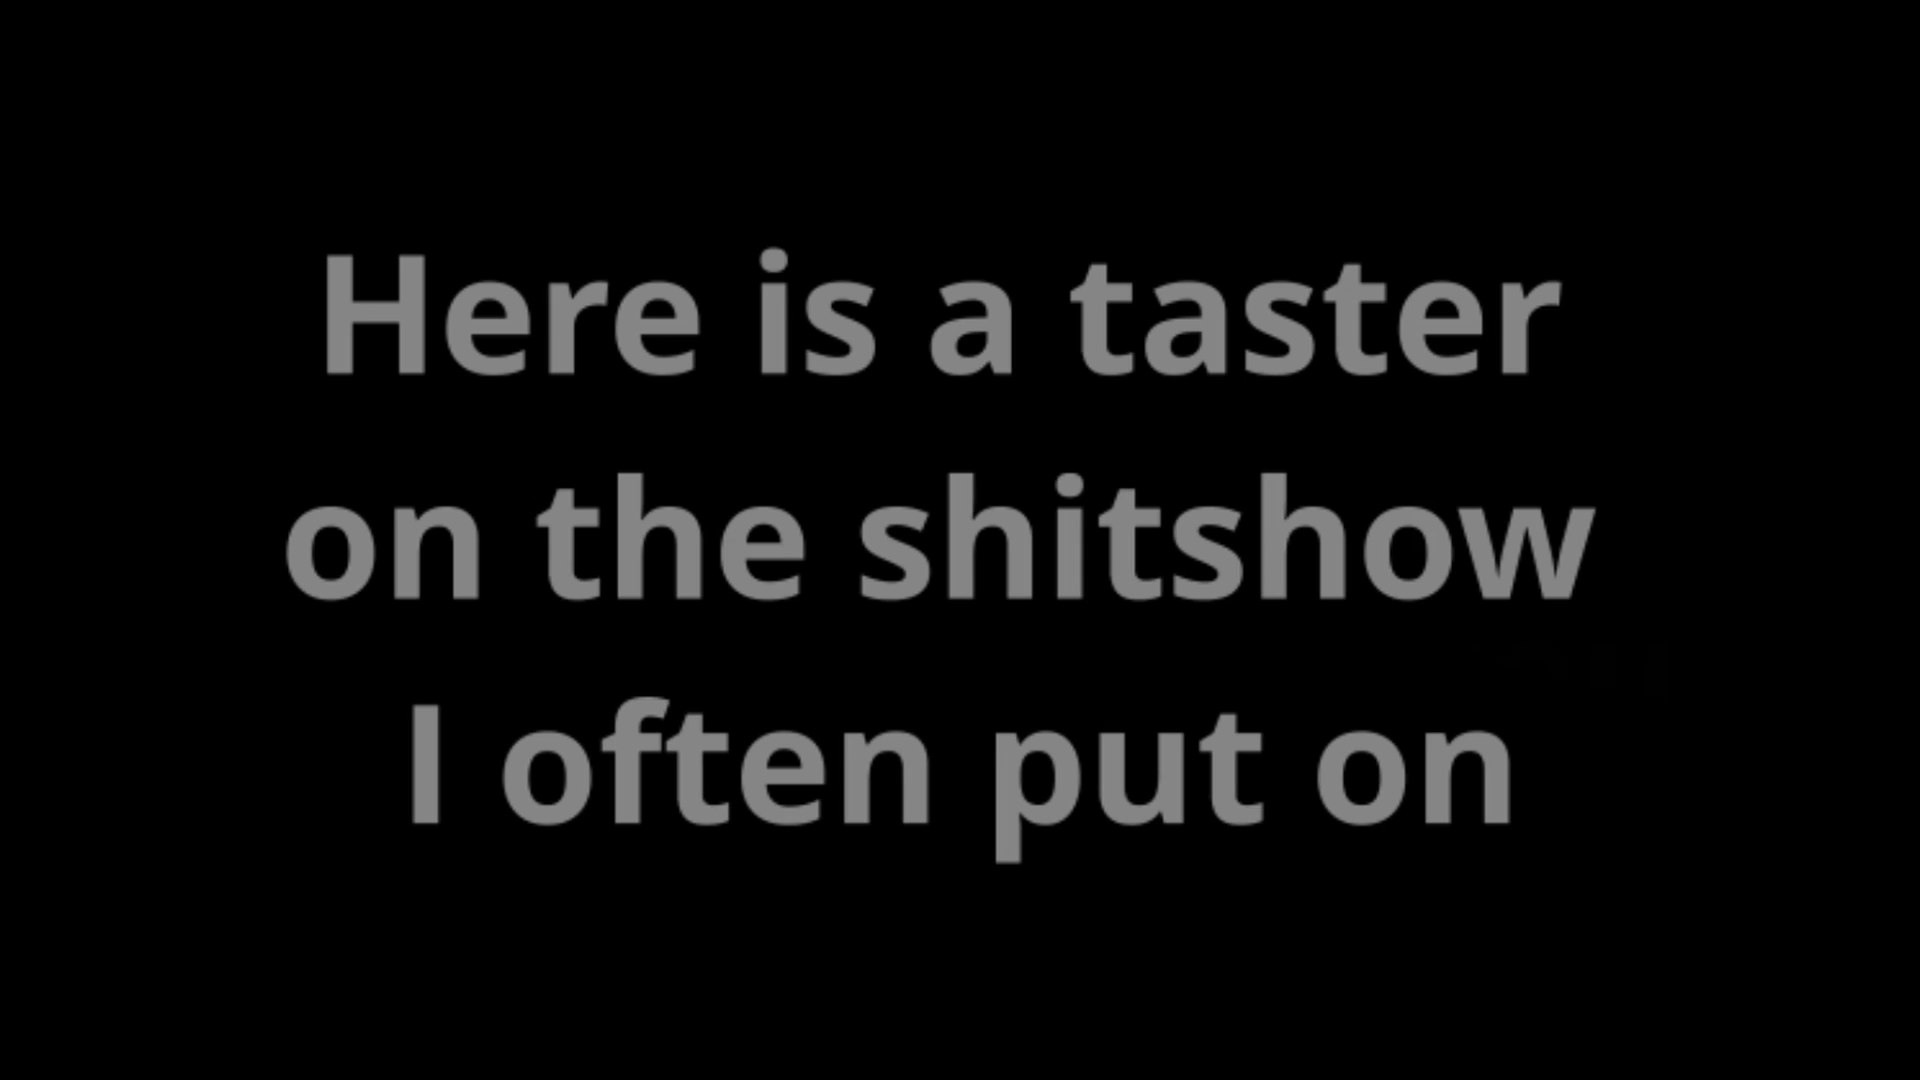 Here is a taster
on the shitshow
I often put on